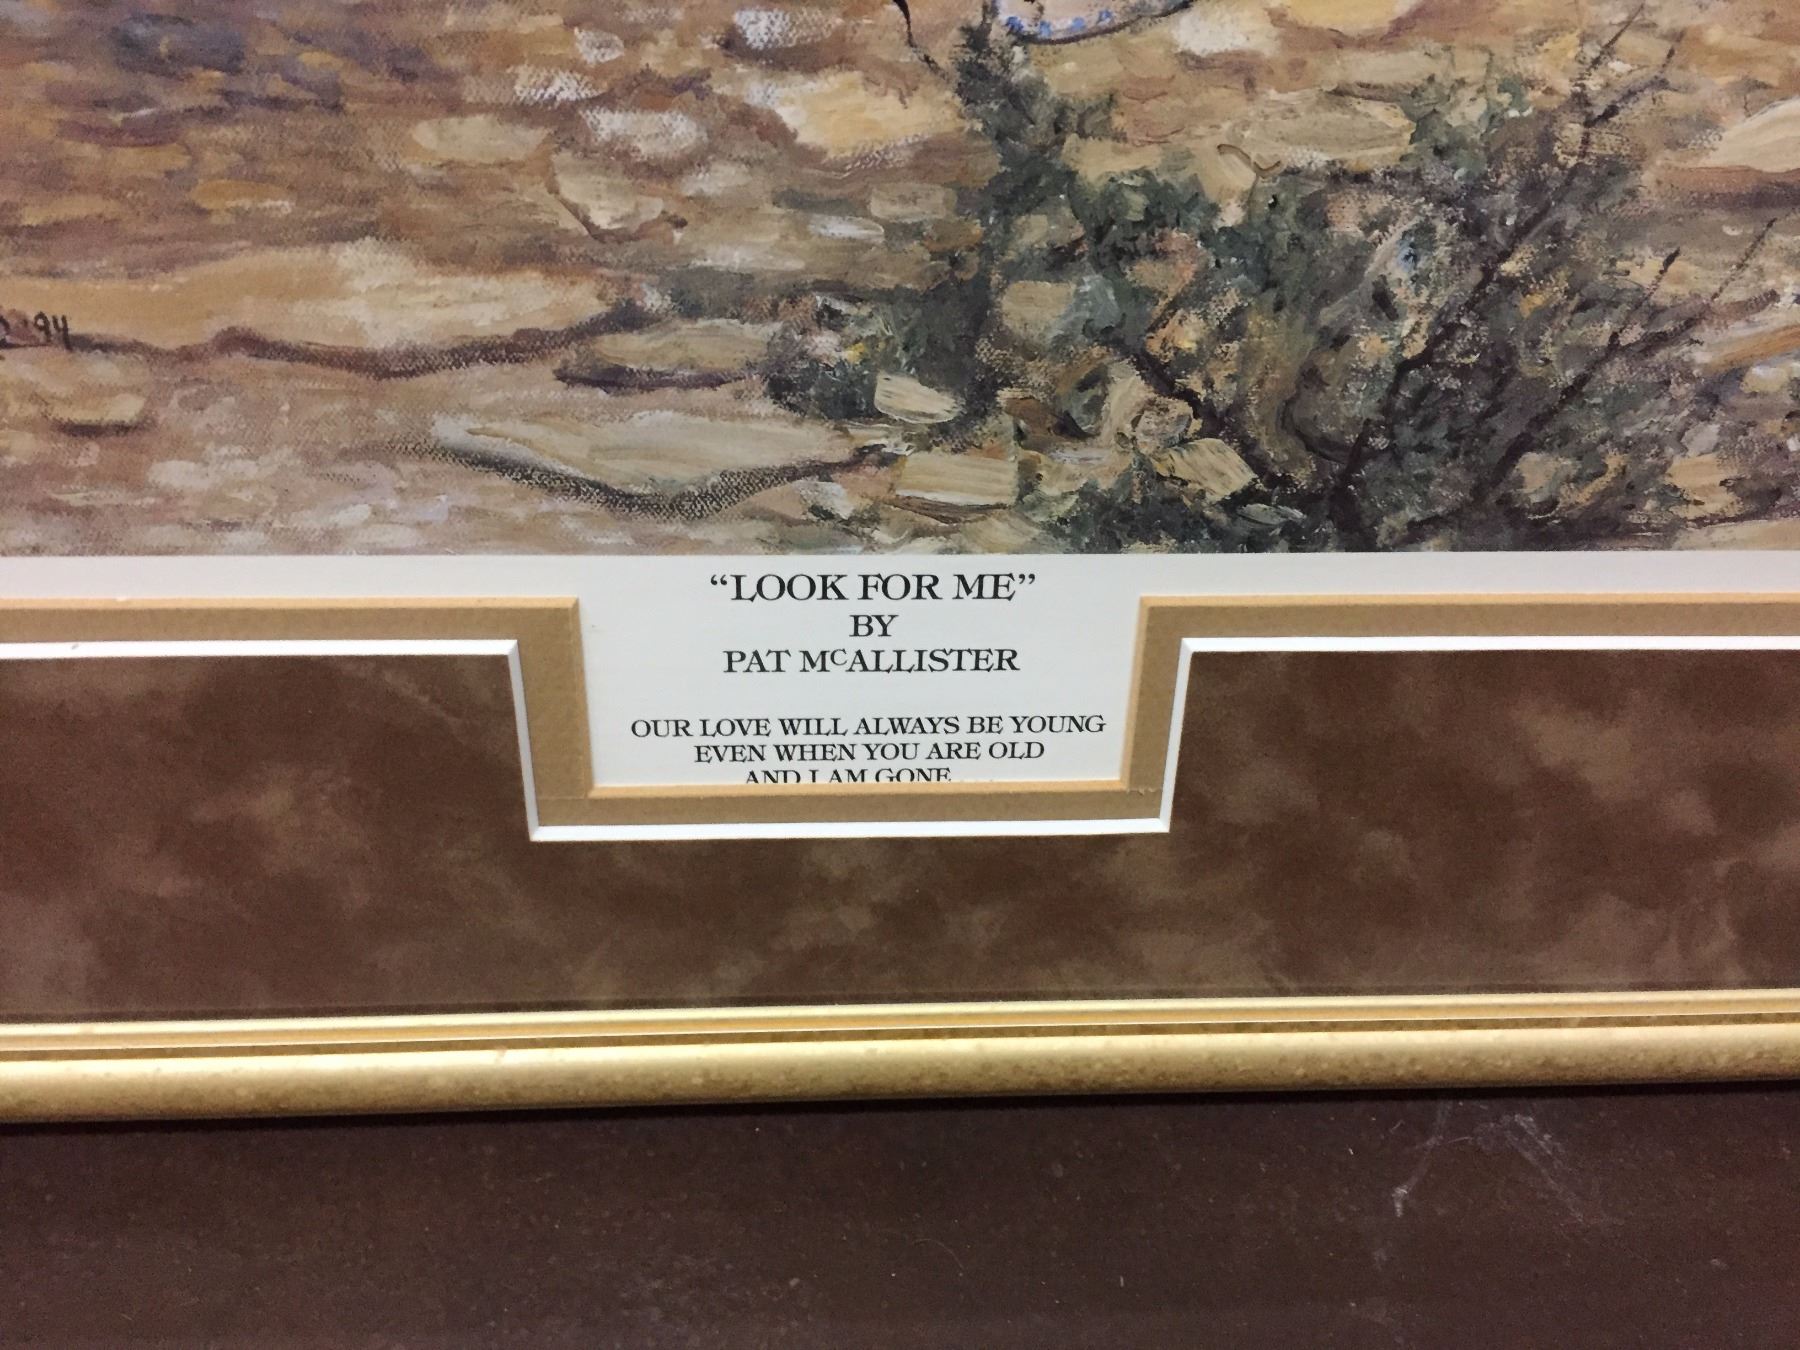 '94
“LOOK FOR ME”
BY
PAT McALLISTER
OUR LOVE WILL ALWAYS BE YOUNG
EVEN WHEN YOU ARE OLD
AND I AM GONE